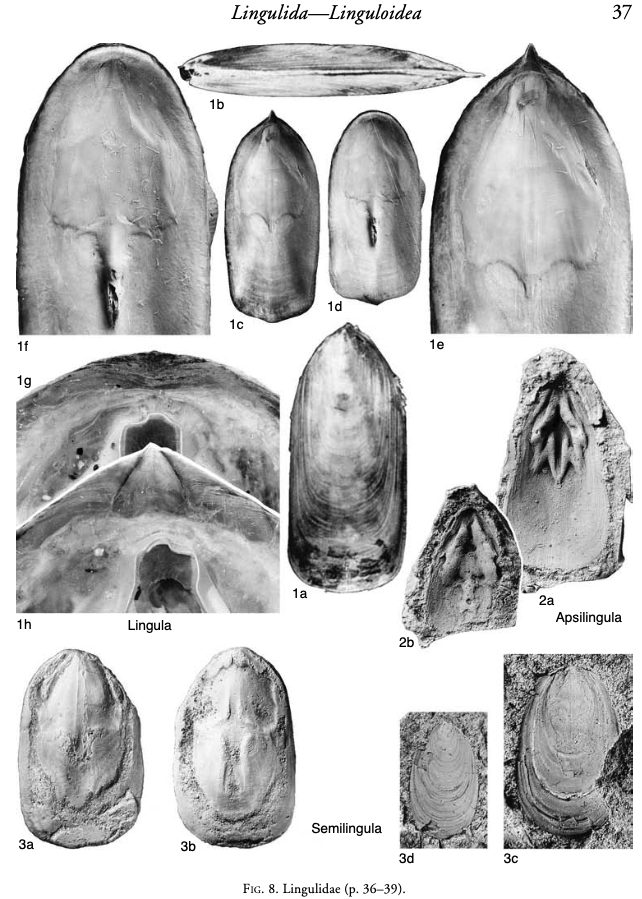 Lingulida—Linguloidea
37
1b
1c
1d
1f
1e
1g
1a
2a
1h
Lingula
2b
Apsilingula
3a
3b
Semilingula
3d
3c
FIG. 8. Lingulidae (p. 36–39).